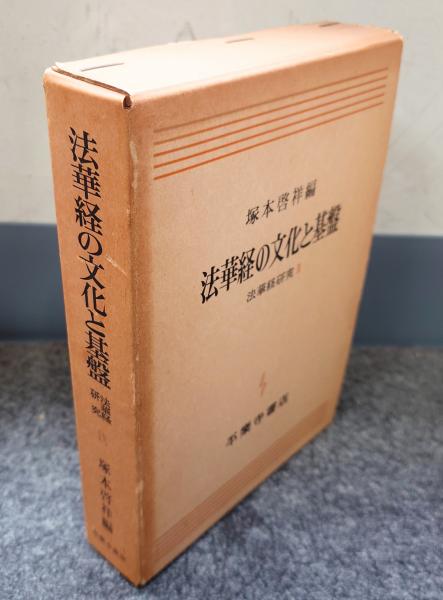 塚本啓祥編
法華経の文化と基盤
法華経研究
平樂寺書店
法華経の文化と基盤
法華経
研究
塚本啓祥編